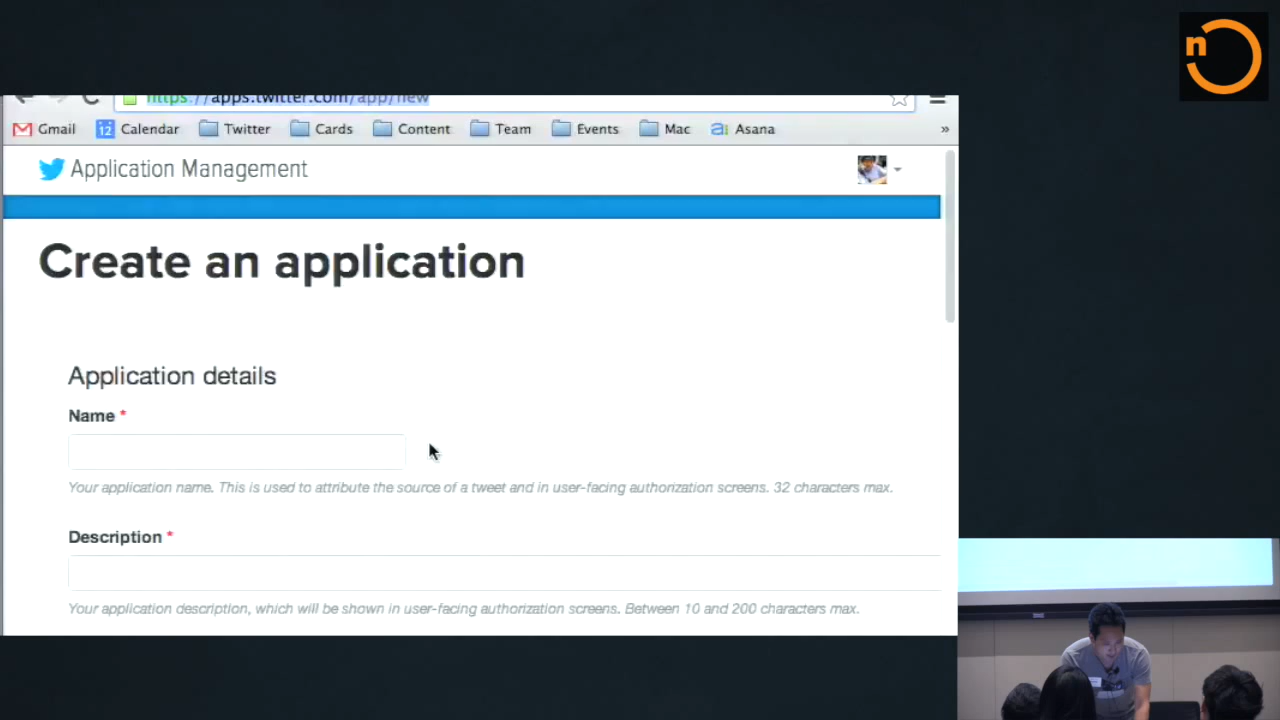 n
https://apps.twitter.com/app/new
Gmail 12 Calendar Twitter Cards Content Team Events Mac a: Asana »
Application Management
Create an application
Application details
Name *
Your application name. This is used to attribute the source of a tweet and in user-facing authorization screens. 32 characters max.
Description *
Your application description, which will be shown in user-facing authorization screens. Between 10 and 200 characters max.